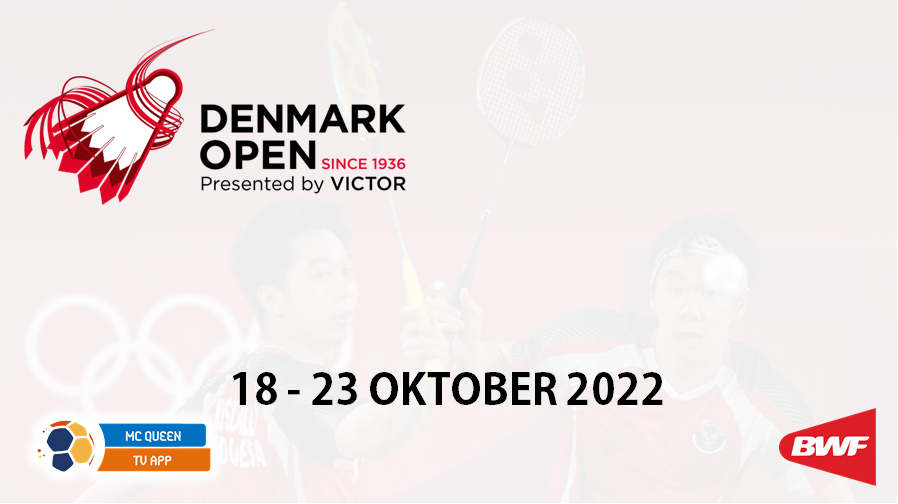 DENMARK
OPEN SINCE 1936
Presented by VICTOR
18 - 23 OKTOBER 2022
MC QUEEN
TV APP
BWF